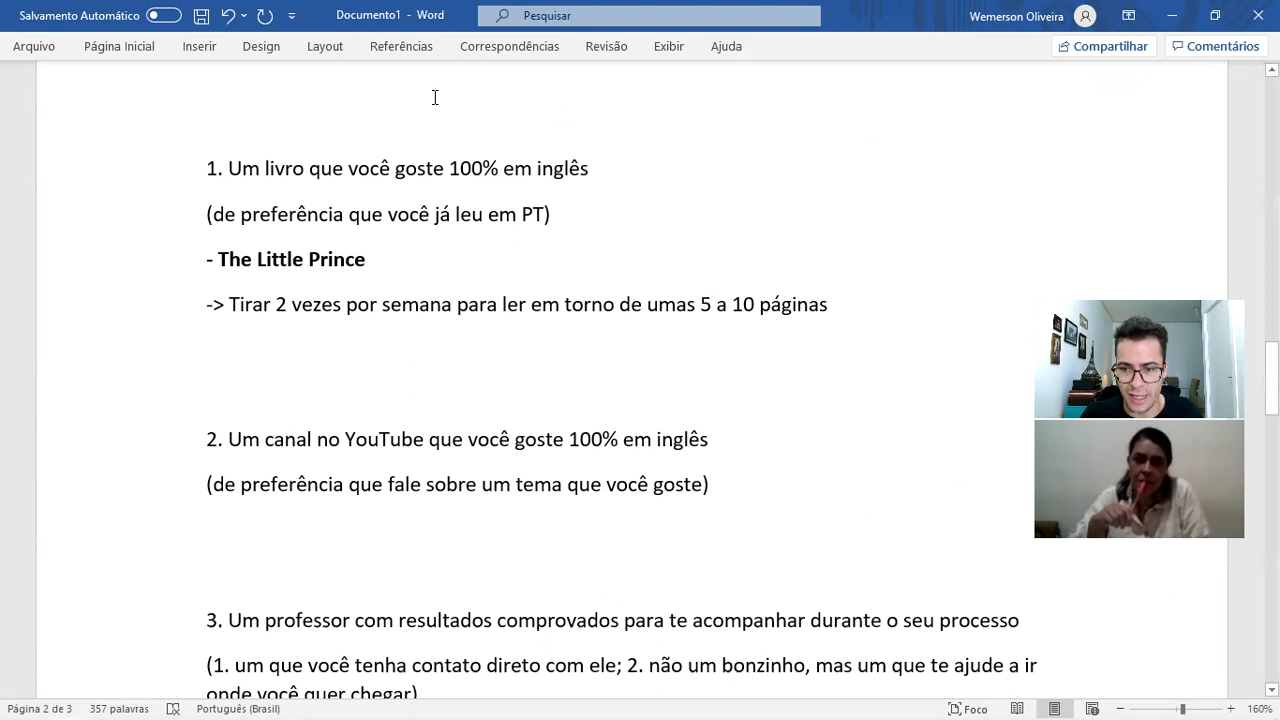 Salvamento Automático Documento1 - Word Pesquisar Wemerson Oliveira
Arquivo Página Inicial Inserir Design Layout Referências Correspondências Revisão Exibir Ajuda Compartilhar Comentários
1. Um livro que você goste 100% em inglês
(de preferência que você já leu em PT)
- The Little Prince
-> Tirar 2 vezes por semana para ler em torno de umas 5 a 10 páginas
2. Um canal no YouTube que você goste 100% em inglês
(de preferência que fale sobre um tema que você goste)
3. Um professor com resultados comprovados para te acompanhar durante o seu processo
(1. um que você tenha contato direto com ele; 2. não um bonzinho, mas um que te ajude a ir
onde você quer chegar)
Página 2 de 3 357 palavras Português (Brasil) Foco 160%